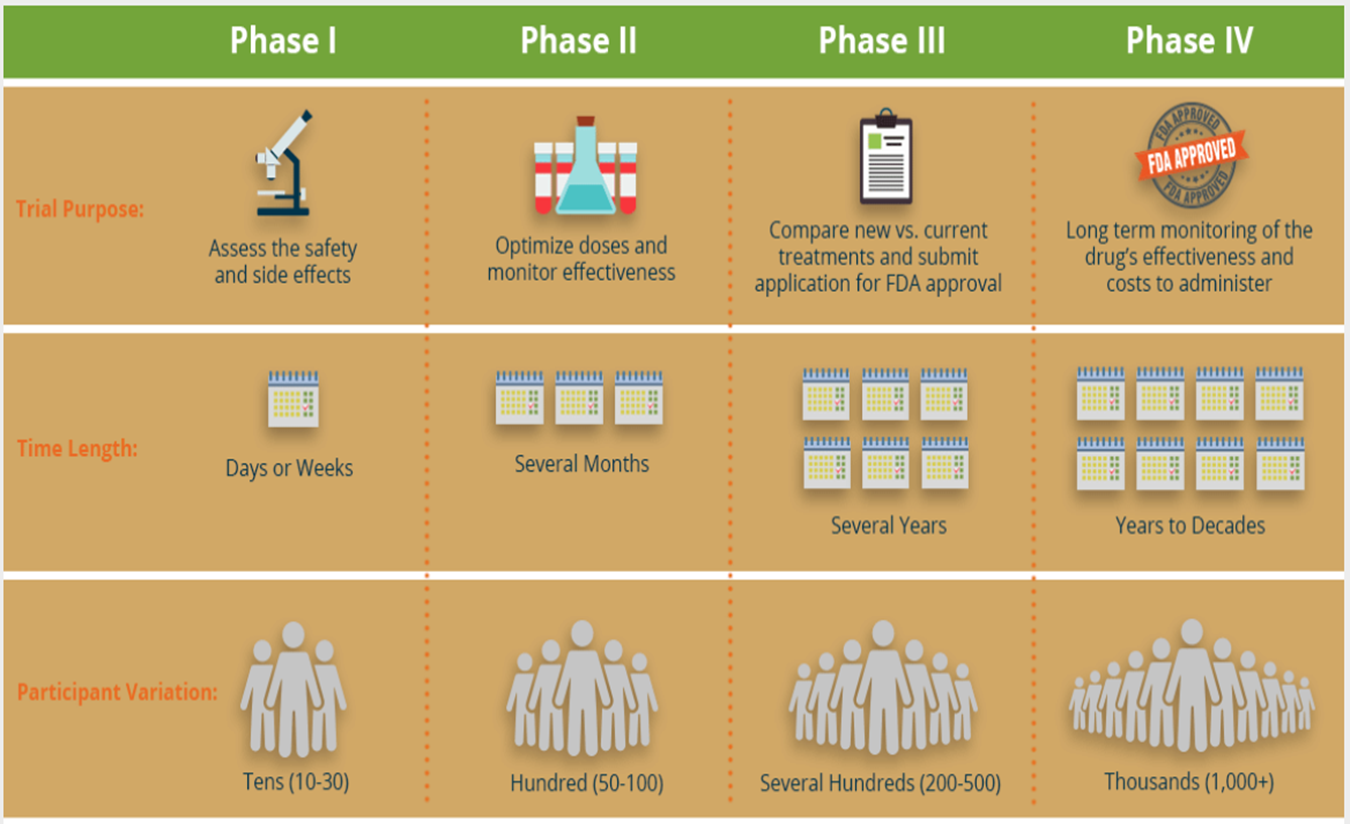 Phase I
Phase II
Phase III
Phase IV
Trial Purpose:
Assess the safety
and side effects
Optimize doses and
monitor effectiveness
Compare new vs. current
treatments and submit
application for FDA approval
FDA APPROVED
FDA APPROVED
FDA APPROVED
Long term monitoring of the
drug's effectiveness and
costs to administer
Time Length:
Days or Weeks
Several Months
Several Years
Years to Decades
Participant Variation:
Tens (10-30)
Hundred (50-100)
Several Hundreds (200-500)
Thousands (1,000+)